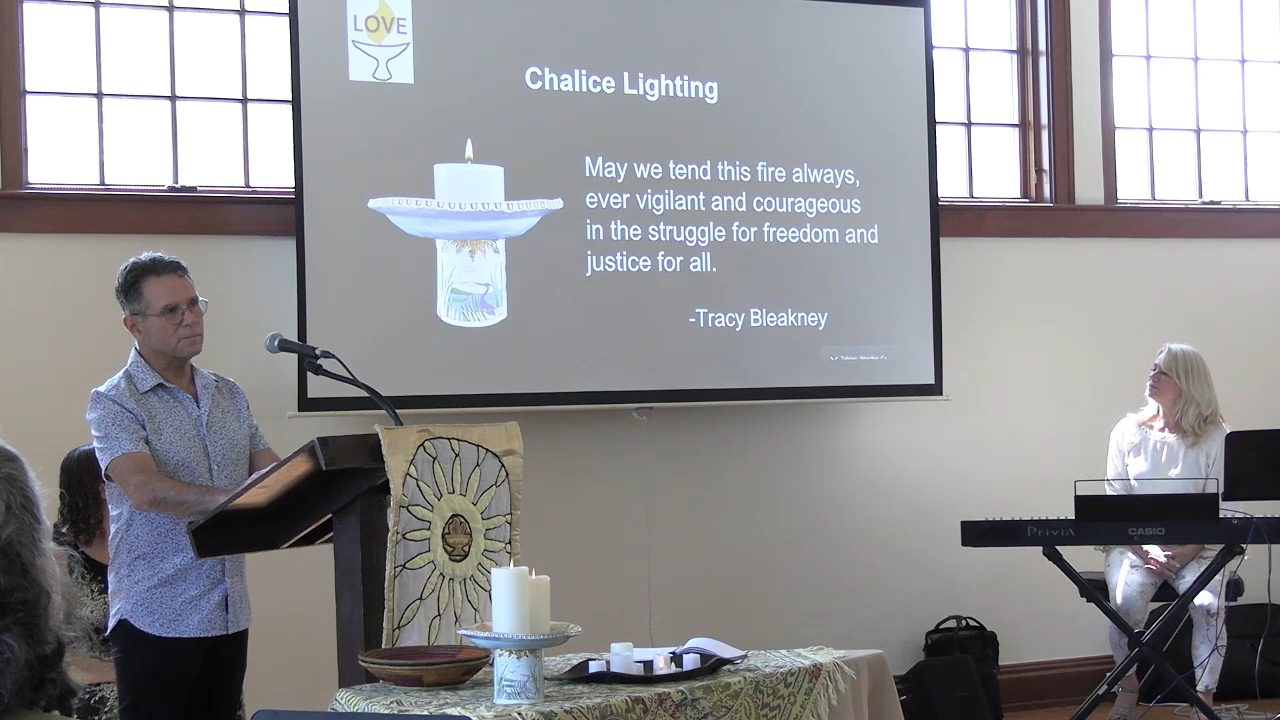 LOVE
Chalice Lighting
May we tend this fire always,
ever vigilant and courageous
in the struggle for freedom and
justice for all.
-Tracy Bleakney
Privia
CASIO